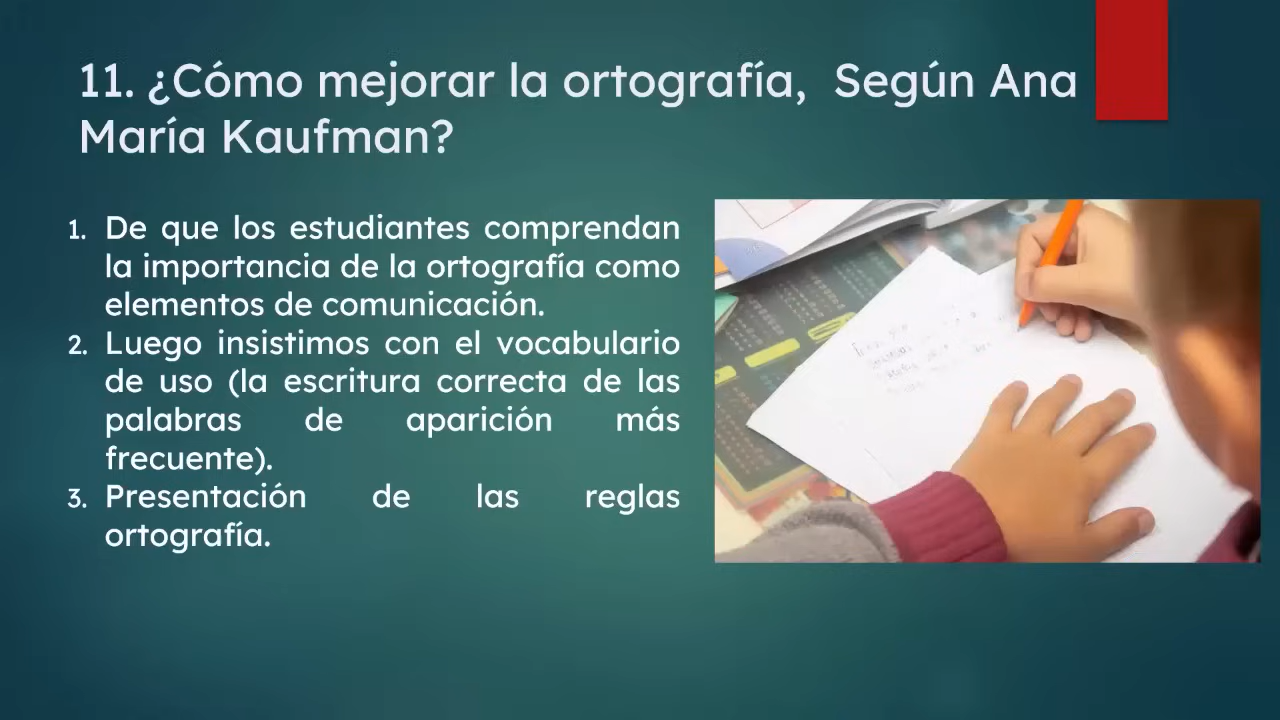 11. ¿Cómo mejorar la ortografía, Según Ana
María Kaufman?
1. De que los estudiantes comprendan
la importancia de la ortografía como
elementos de comunicación.
2. Luego insistimos con el vocabulario
de uso (la escritura correcta de las
palabras de aparición más
frecuente).
3. Presentación de las reglas
ortografía.